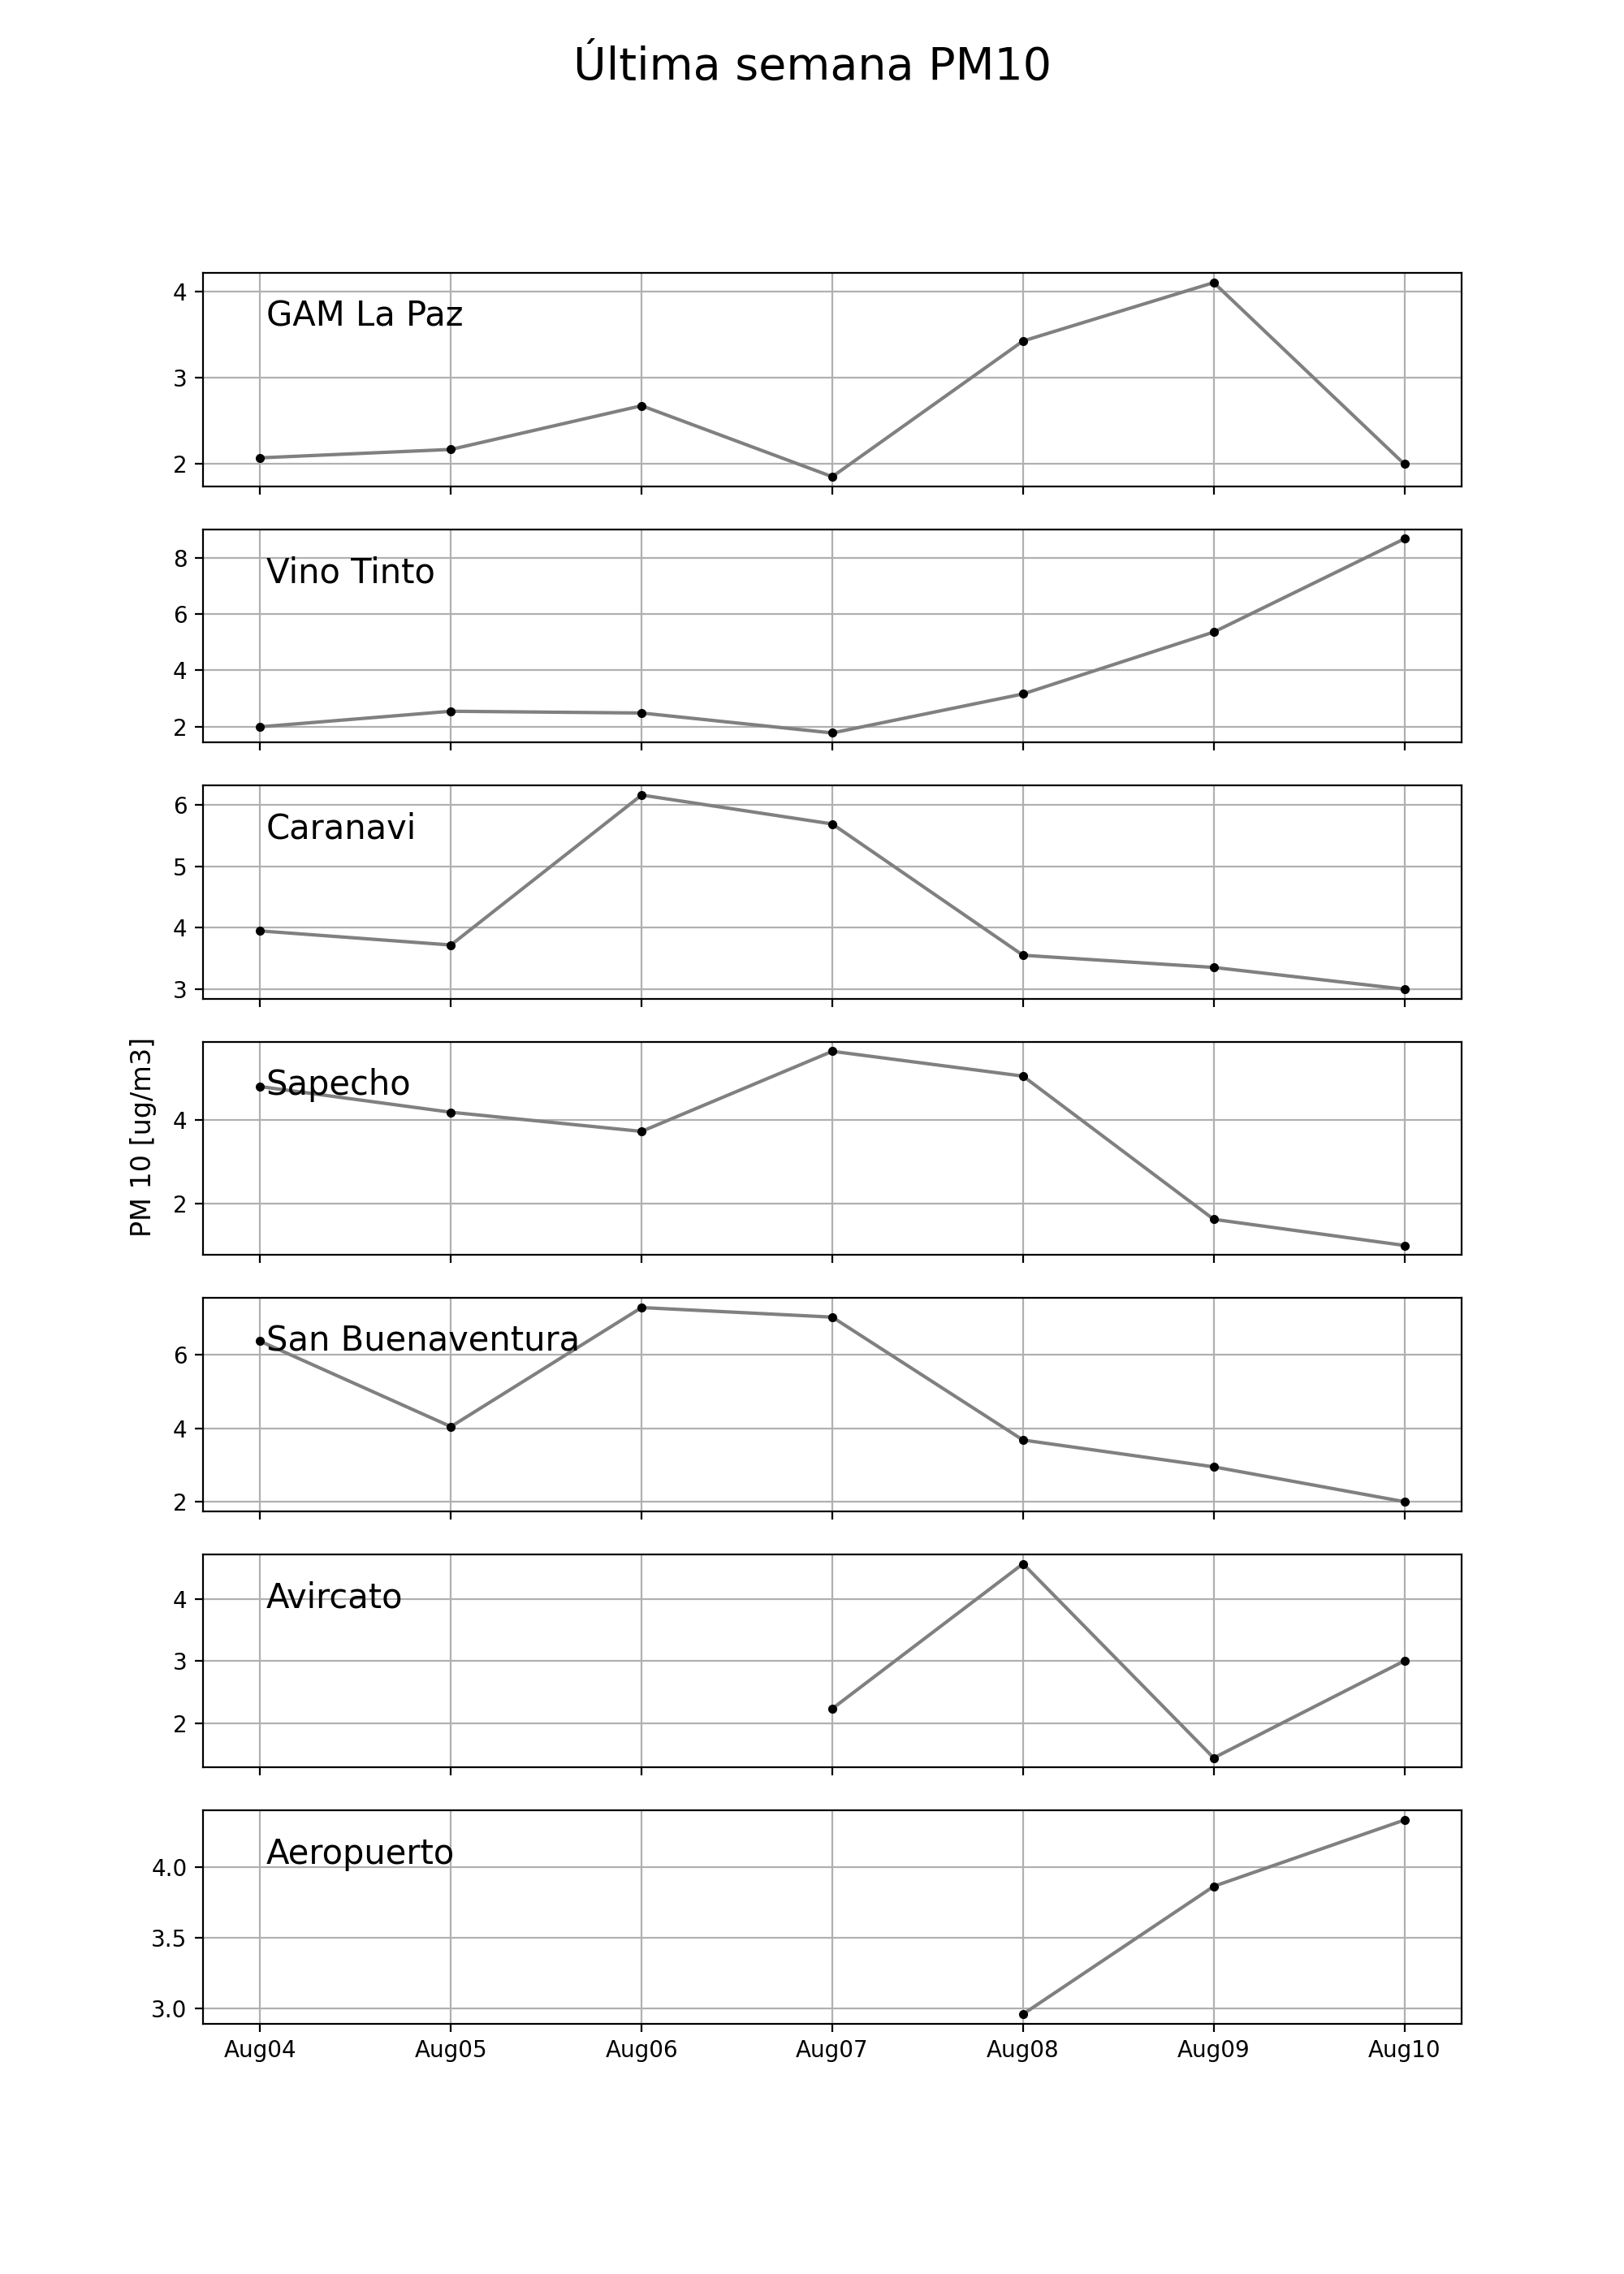 Última semana PM10
GAM La Paz
4
3
2
Vino Tinto
8
6
4
2
Caranavi
6
5
4
3
PM 10 [ug/m3]
Sapecho
4
2
San Buenaventura
6
4
2
Avircato
4
3
2
Aeropuerto
4.0
3.5
3.0
Aug04 Aug05 Aug06 Aug07 Aug08 Aug09 Aug10